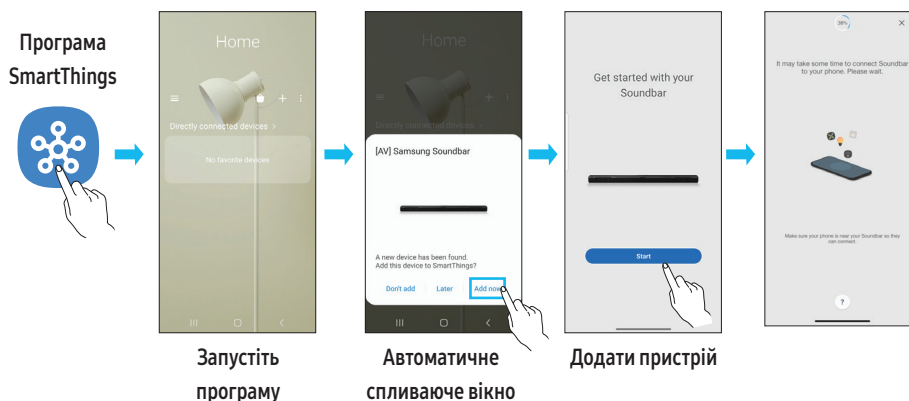 Програма
SmartThings
Home
Directly connected devices >
No favorite devices
Запустіть
програму
Home
Directly connected devices >
[AV] Samsung Soundbar
A new device has been found.
Add this device to SmartThings?
Don't add
Later
Add now
Автоматичне
спливаюче вікно
Get started with your
Soundbar
Start
Додати пристрій
It may take some time to connect Soundbar
to your phone. Please wait.
Make sure your phone is near your Soundbar so they
can connect.
?